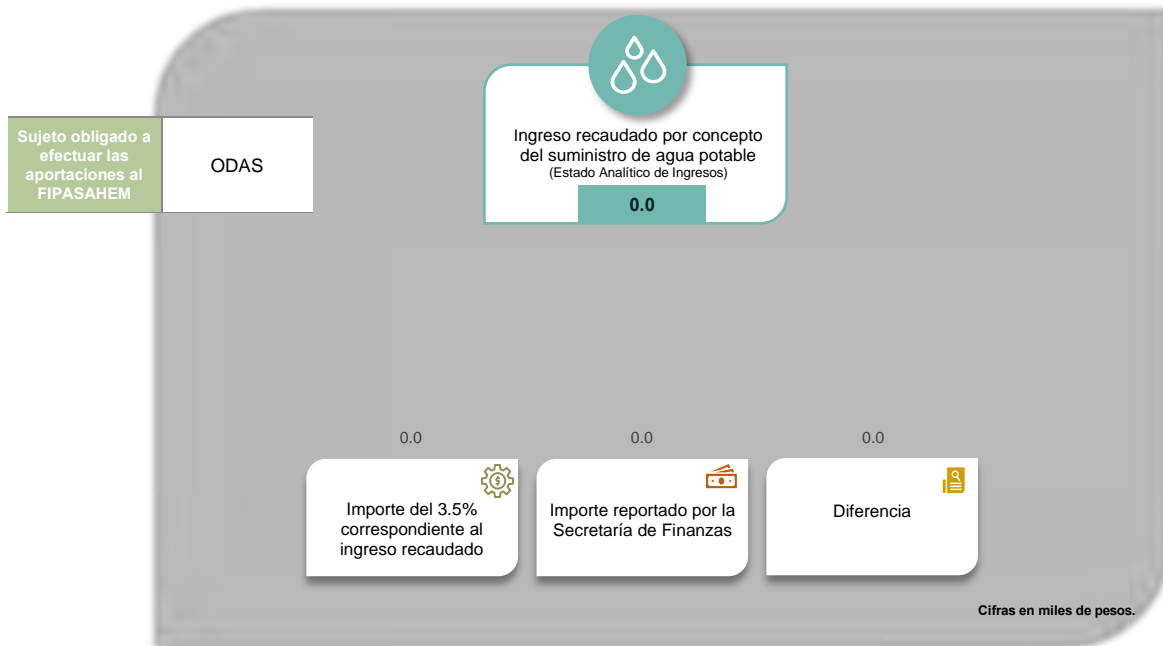 Sujeto obligado a
efectuar las
aportaciones al
FIPASAHEM
ODAS
Ingreso recaudado por concepto
del suministro de agua potable
(Estado Analítico de Ingresos)
0.0
0.0
0.0
0.0
Importe del 3.5%
correspondiente al
ingreso recaudado
Importe reportado por la
Secretaría de Finanzas
Diferencia
Cifras en miles de pesos.